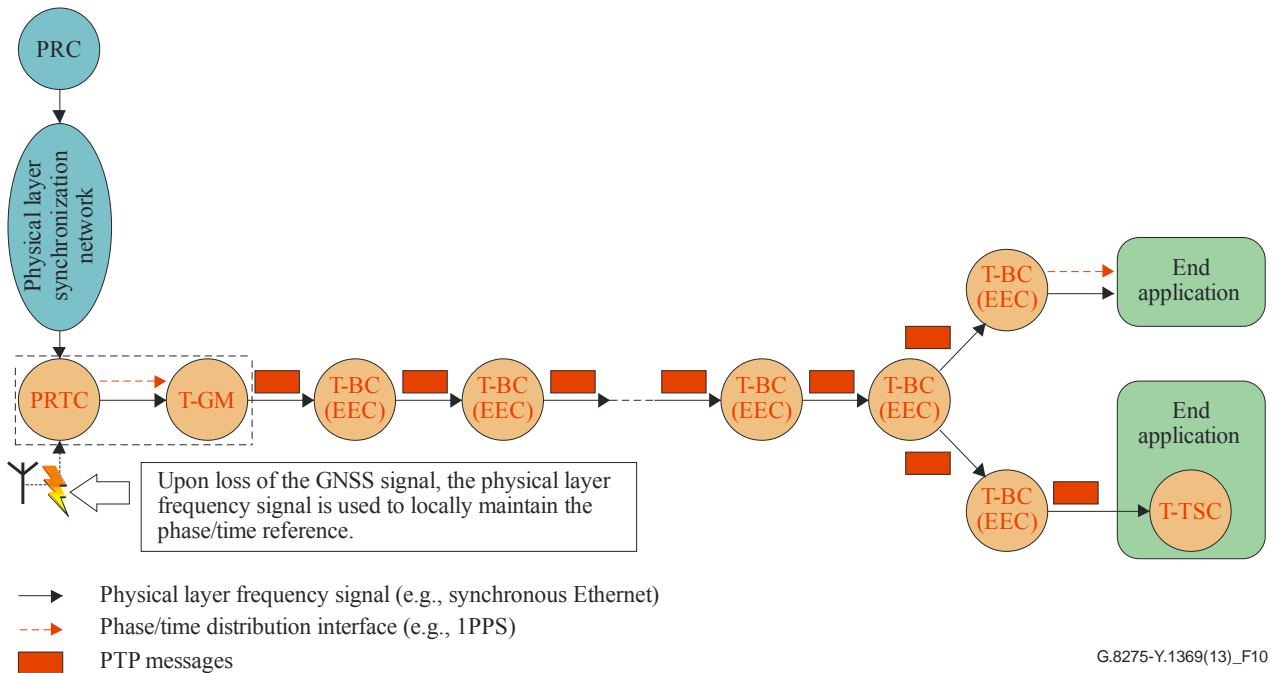 PRC
Physical layer
synchronization
network
PRTC
T-GM
T-BC
(EEC)
T-BC
(EEC)
T-BC
(EEC)
T-BC
(EEC)
T-BC
(EEC)
End
application
T-BC
(EEC)
End
application
T-TSC
Upon loss of the GNSS signal, the physical layer
frequency signal is used to locally maintain the
phase/time reference.
Physical layer frequency signal (e.g., synchronous Ethernet)
Phase/time distribution interface (e.g., 1PPS)
PTP messages
G.8275-Y.1369(13)_F10